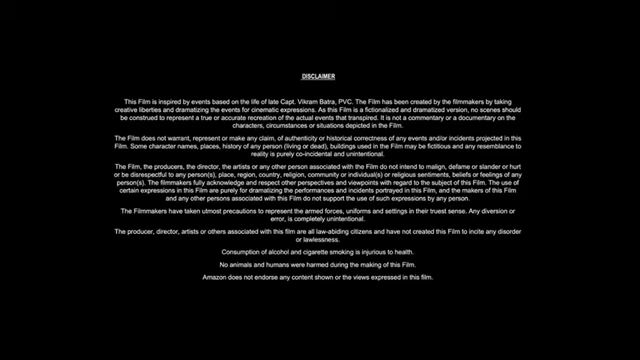 DISCLAIMER
This Film is inspired by events based on the life of late Capt. Vikram Batra, PVC. The Film has been created by the filmmakers by taking
creative liberties and dramatizing the events for cinematic expressions. As this Film is a fictionalized and dramatized version, no scenes should
be construed to represent a true or accurate recreation of the actual events that transpired. It is not a commentary or a documentary on the
characters, circumstances or situations depicted in the Film.
The Film does not warrant, represent or make any claim, of authenticity or historical correctness of any events and/or incidents projected in this
Film. Some character names, places, history of any person (living or dead), buildings used in the Film may be fictitious and any resemblance to
reality is purely co-incidental and unintentional.
The Film, the producers, the director, the artists or any other person associated with the Film do not intend to malign, defame or slander or hurt
or be disrespectful to any person(s), place, region, country, religion, community or individual(s) or religious sentiments, beliefs or feelings of any
person(s). The filmmakers fully acknowledge and respect other perspectives and viewpoints with regard to the subject of this Film. The use of
certain expressions in this Film are purely for dramatizing the performances and incidents portrayed in this Film, and the makers of this Film
and any other persons associated with this Film do not support the use of such expressions by any person.
The Filmmakers have taken utmost precautions to represent the armed forces, uniforms and settings in their truest sense. Any diversion or
error, is completely unintentional.
The producer, director, artists or others associated with this film are all law-abiding citizens and have not created this Film to incite any disorder
or lawlessness.
Consumption of alcohol and cigarette smoking is injurious to health.
No animals and humans were harmed during the making of this Film.
Amazon does not endorse any content shown or the views expressed in this film.